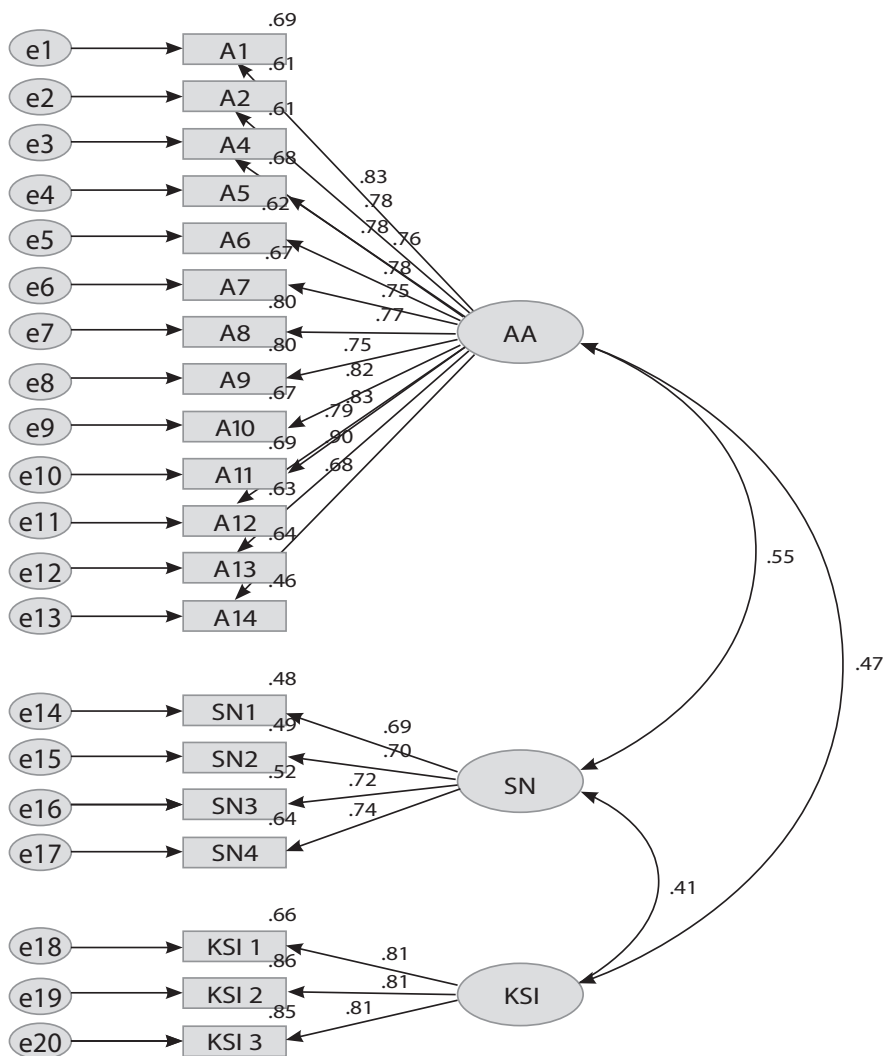 .69
e1 A1
.61
e2 A2
.61
e3 A4
.68
e4 A5
.62
e5 A6
.67
e6 A7
.80
e7 A8
.80
e8 A9
.67
e9 A10
.69
e10 A11
.63
e11 A12
.64
e12 A13
.46
e13 A14
.83
.78
.78 .76
.78
.75
.77
.75
.82
.83
.79
.90
.68
AA
.55
.47
.48
e14 SN1
.49
e15 SN2
.52
e16 SN3
.64
e17 SN4
.69
.70
.72
.74
SN
.41
.66
e18 KSI 1
.86
e19 KSI 2
.85
e20 KSI 3
.81
.81
.81
KSI